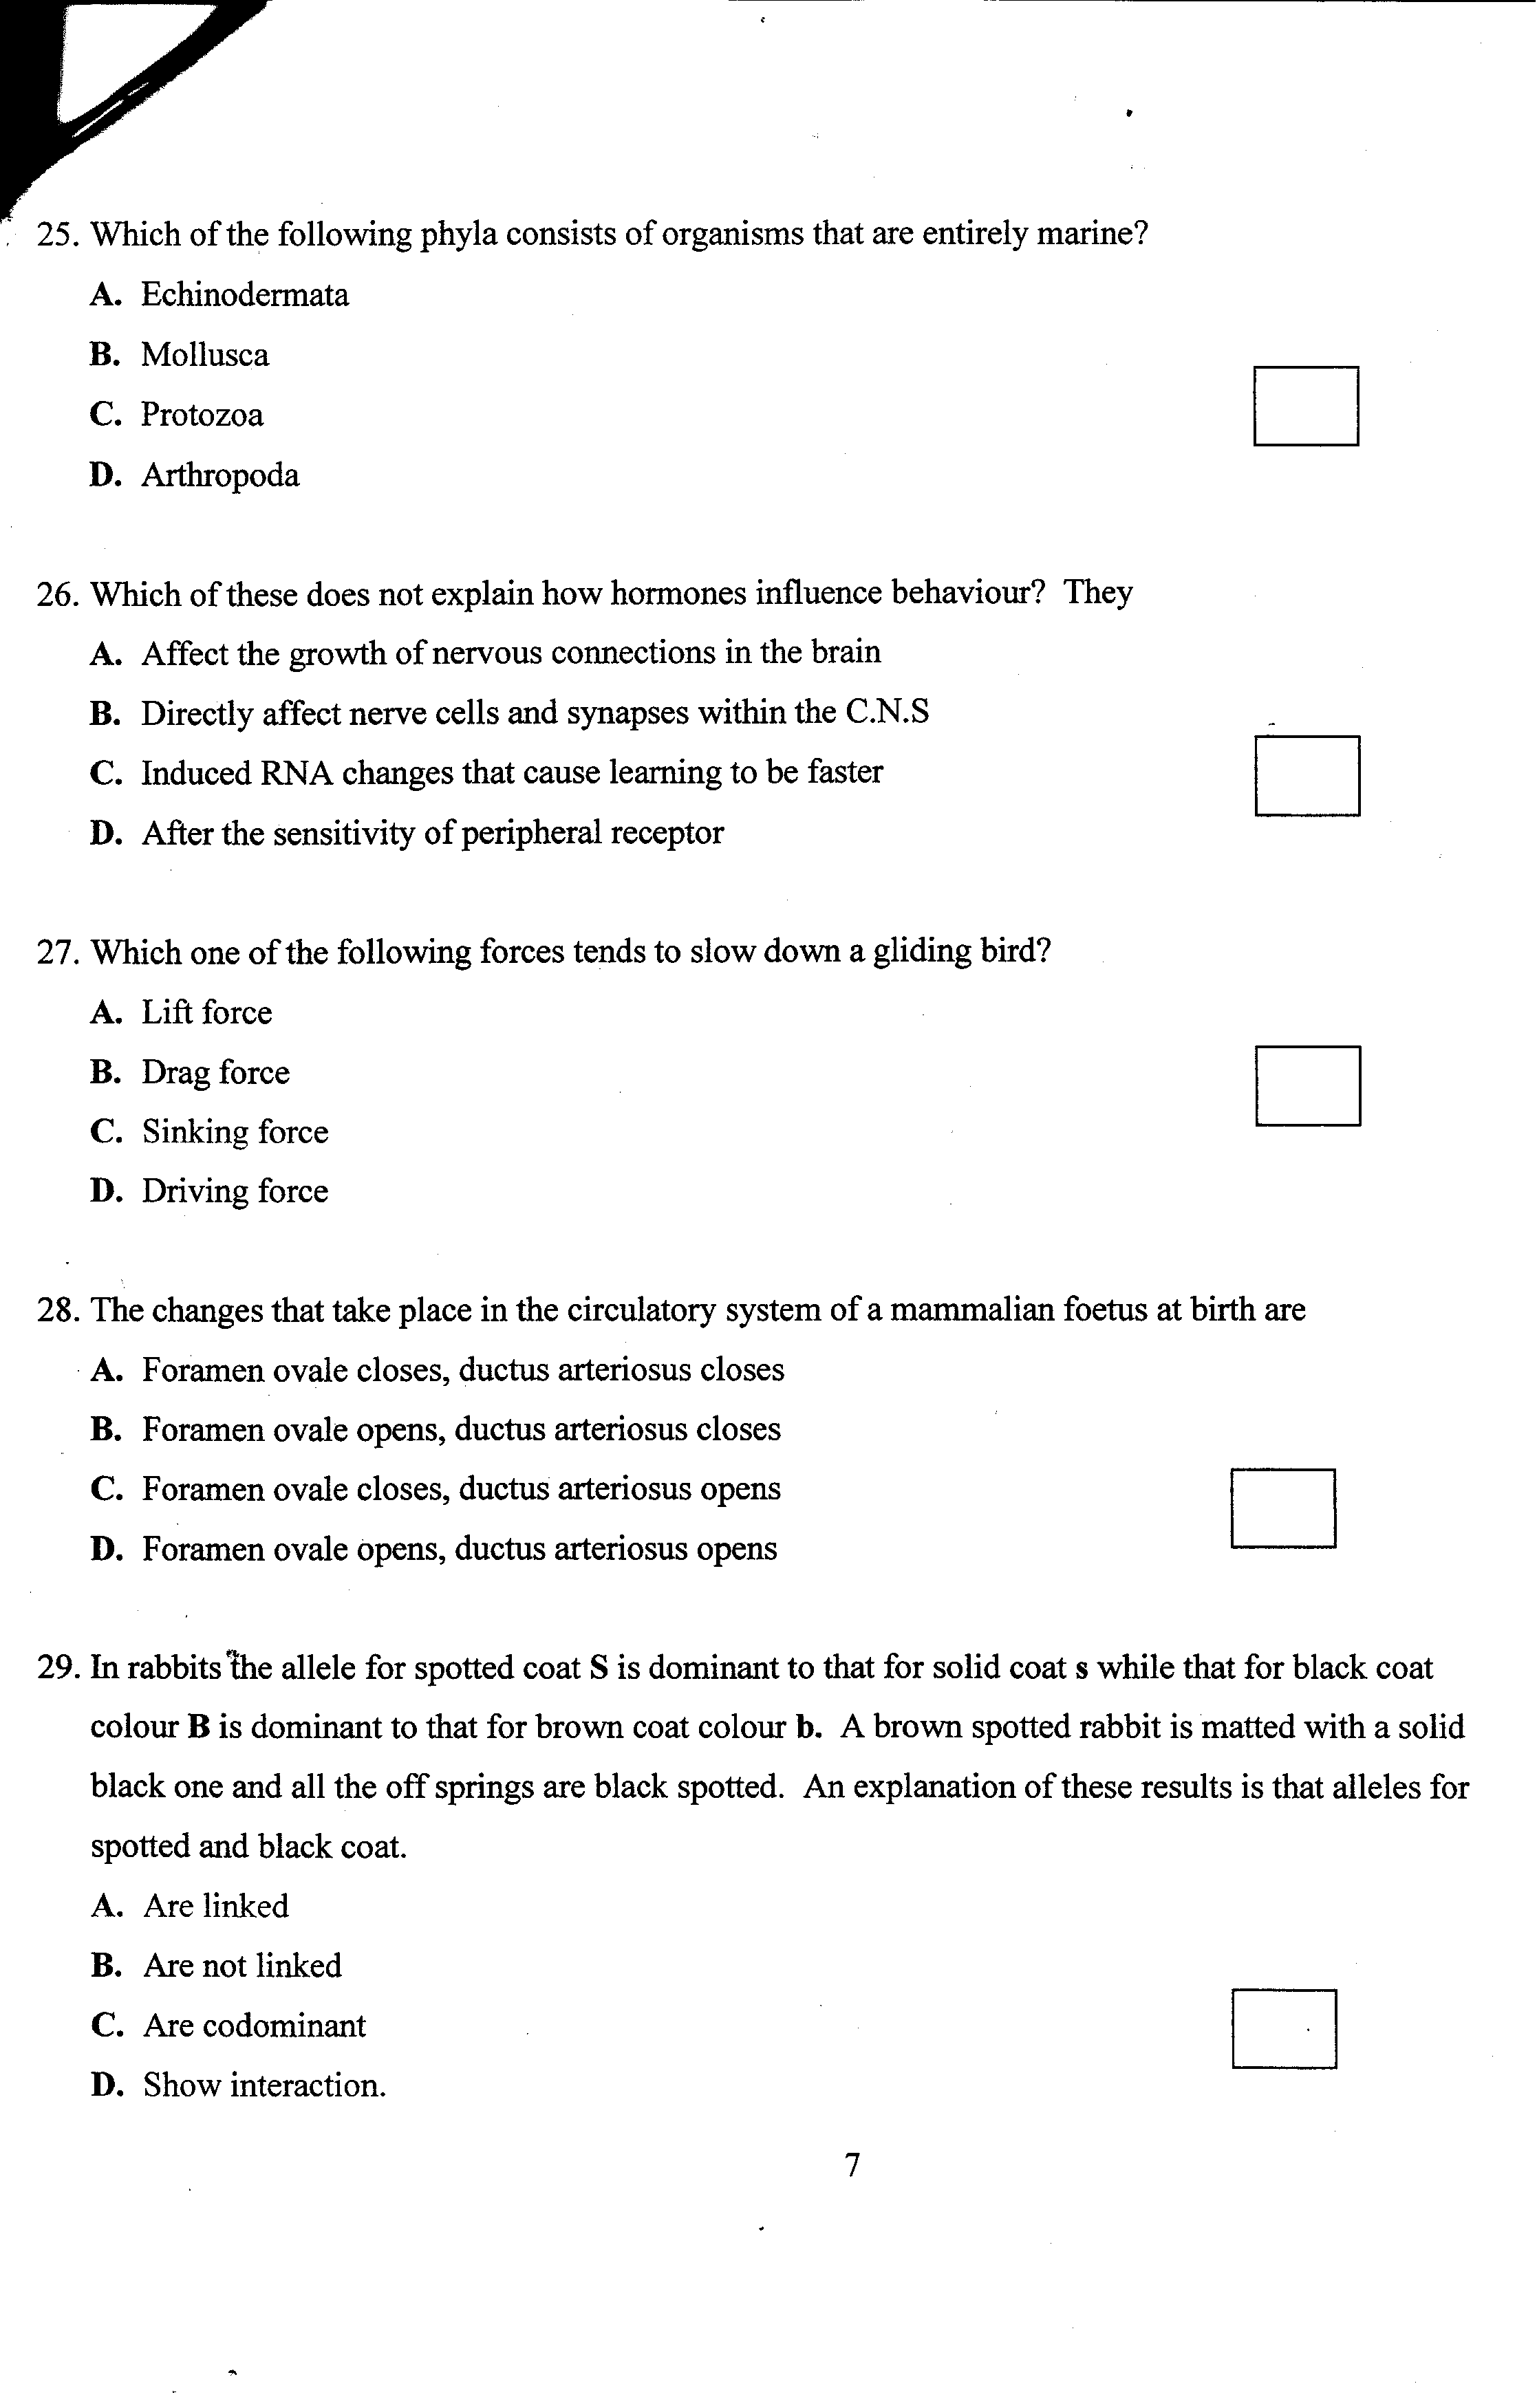 25. Which of the following phyla consists of organisms that are entirely marine?
A. Echinodermata
B. Mollusca
C. Protozoa
D. Arthropoda
26. Which of these does not explain how hormones influence behaviour? They
A. Affect the growth of nervous connections in the brain
B. Directly affect nerve cells and synapses within the C.N.S
C. Induced RNA changes that cause learning to be faster
D. After the sensitivity of peripheral receptor
27. Which one of the following forces tends to slow down a gliding bird?
A. Lift force
B. Drag force
C. Sinking force
D. Driving force
28. The changes that take place in the circulatory system of a mammalian foetus at birth are
A. Foramen ovale closes, ductus arteriosus closes
B. Foramen ovale opens, ductus arteriosus closes
C. Foramen ovale closes, ductus arteriosus opens
D. Foramen ovale opens, ductus arteriosus opens
29. In rabbits the allele for spotted coat S is dominant to that for solid coat s while that for black coat
colour B is dominant to that for brown coat colour b. A brown spotted rabbit is matted with a solid
black one and all the off springs are black spotted. An explanation of these results is that alleles for
spotted and black coat.
A. Are linked
B. Are not linked
C. Are codominant
D. Show interaction.
7